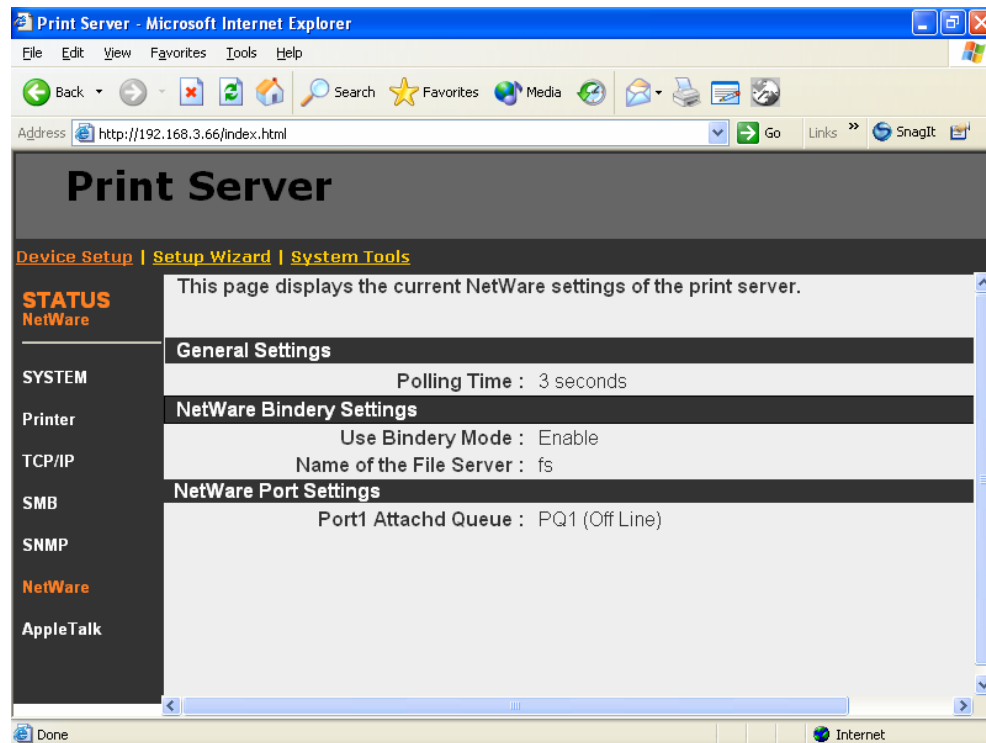 Print Server - Microsoft Internet Explorer
File Edit View Favorites Tools Help
Back Search Favorites Media
Address http://192.168.3.66/index.html Go Links » SnagIt
Print Server
Device Setup | Setup Wizard | System Tools
STATUS
NetWare
SYSTEM
Printer
TCP/IP
SMB
SNMP
NetWare
AppleTalk
This page displays the current NetWare settings of the print server.
General Settings
Polling Time : 3 seconds
NetWare Bindery Settings
Use Bindery Mode : Enable
Name of the File Server : fs
NetWare Port Settings
Port1 Attachd Queue : PQ1 (Off Line)
Done Internet